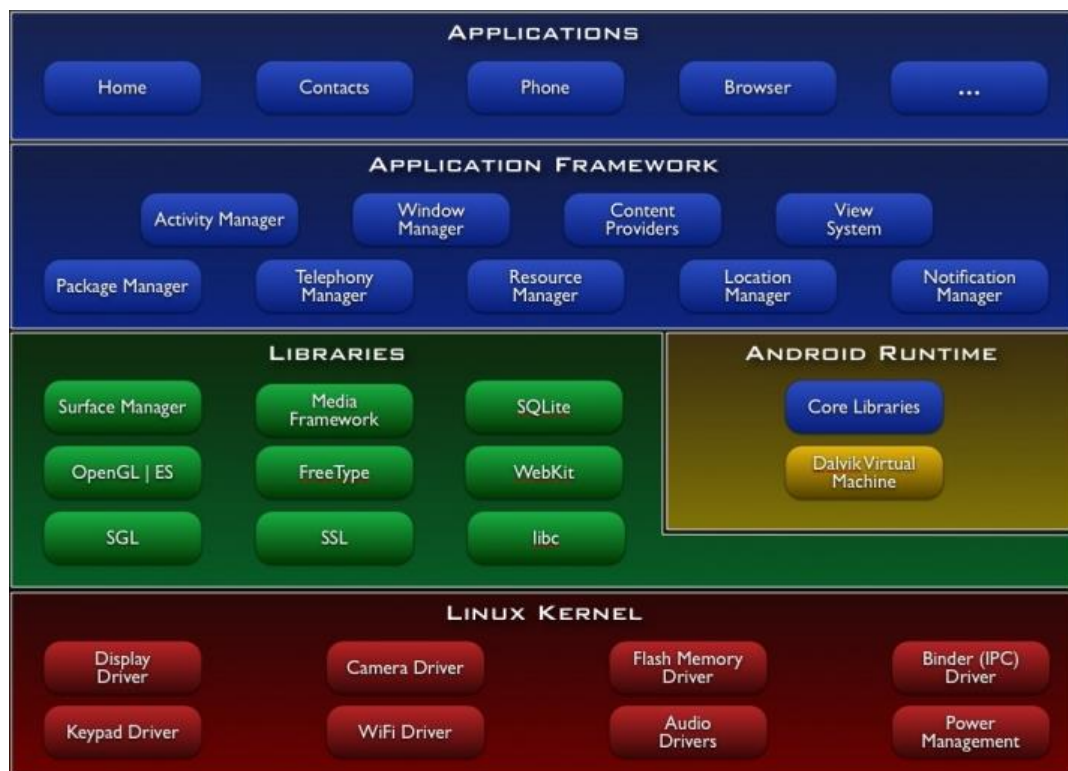 APPLICATIONS
Home
Contacts
Phone
Browser
...
APPLICATION FRAMEWORK
Activity Manager
Window
Manager
Content
Providers
View
System
Package Manager
Telephony
Manager
Resource
Manager
Location
Manager
Notification
Manager
LIBRARIES
Surface Manager
Media
Framework
SQLite
OpenGL | ES
FreeType
WebKit
SGL
SSL
libc
ANDROID RUNTIME
Core Libraries
Dalvik Virtual
Machine
LINUX KERNEL
Display
Driver
Camera Driver
Flash Memory
Driver
Binder (IPC)
Driver
Keypad Driver
WiFi Driver
Audio
Drivers
Power
Management